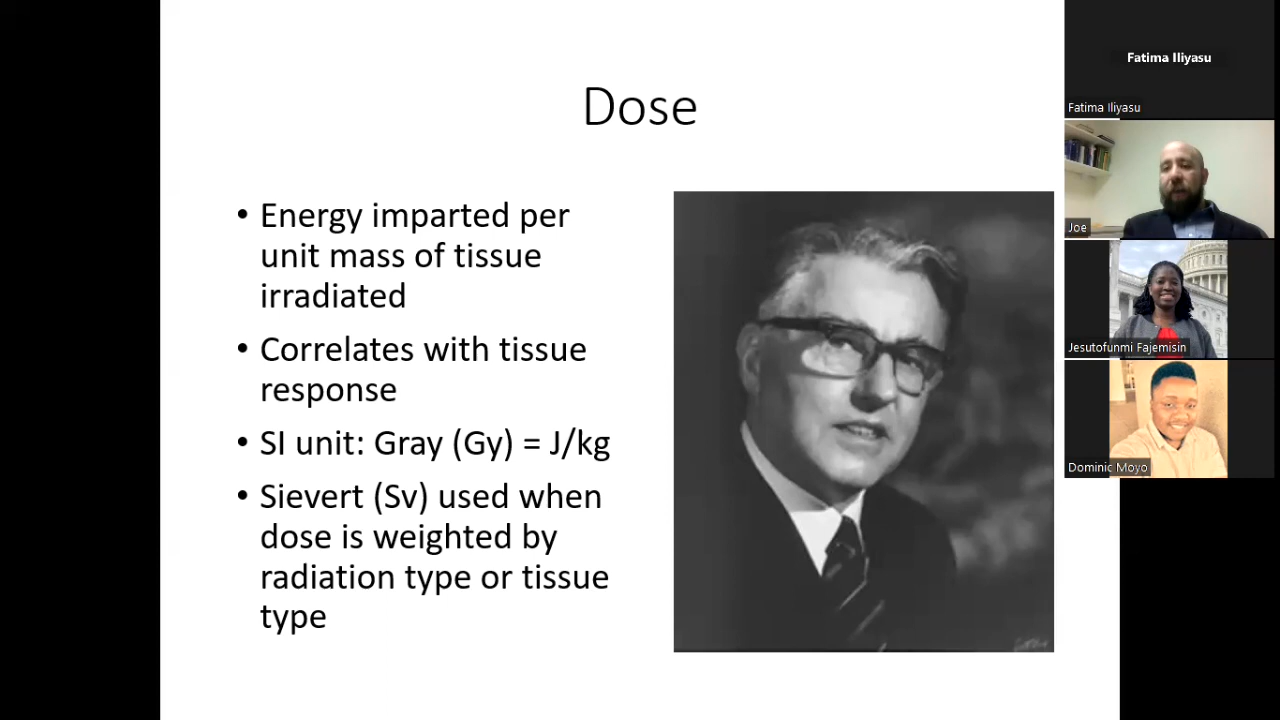 Dose
• Energy imparted per
unit mass of tissue
irradiated
• Correlates with tissue
response
• SI unit: Gray (Gy) = J/kg
• Sievert (Sv) used when
dose is weighted by
radiation type or tissue
type
Fatima Iliyasu
Fatima Iliyasu
Joe
Jesutofunmi Fajemisin
Dominic Moyo